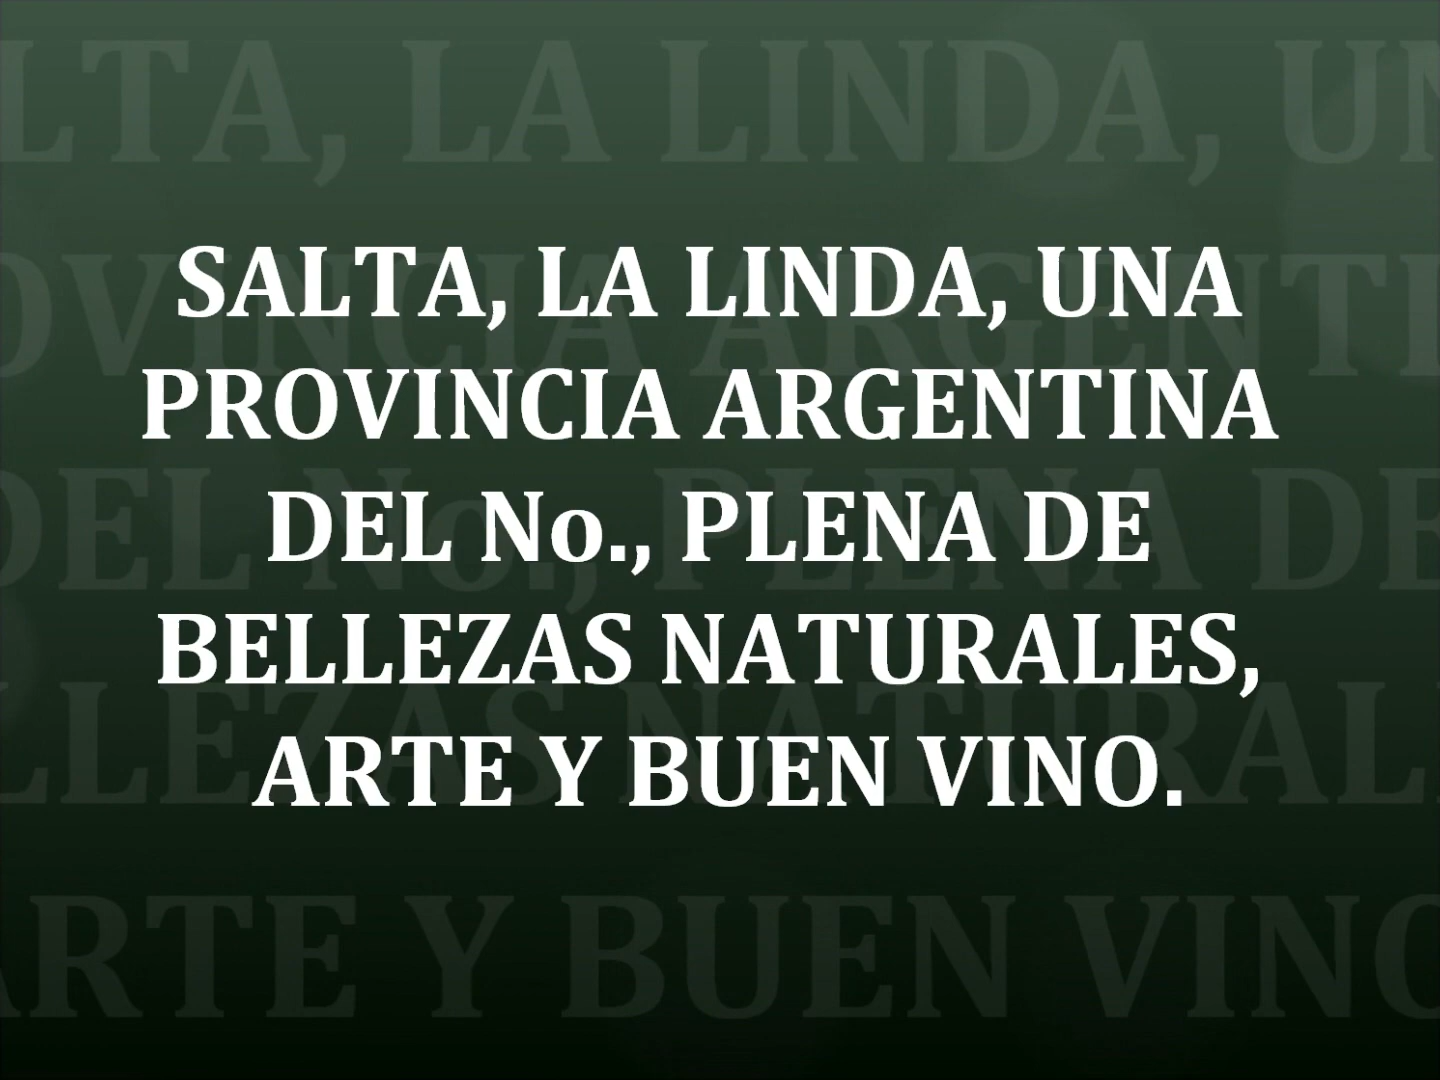 SALTA, LA LINDA, UNA
PROVINCIA ARGENTINA
DEL No., PLENA DE
BELLEZAS NATURALES,
ARTE Y BUEN VINO.